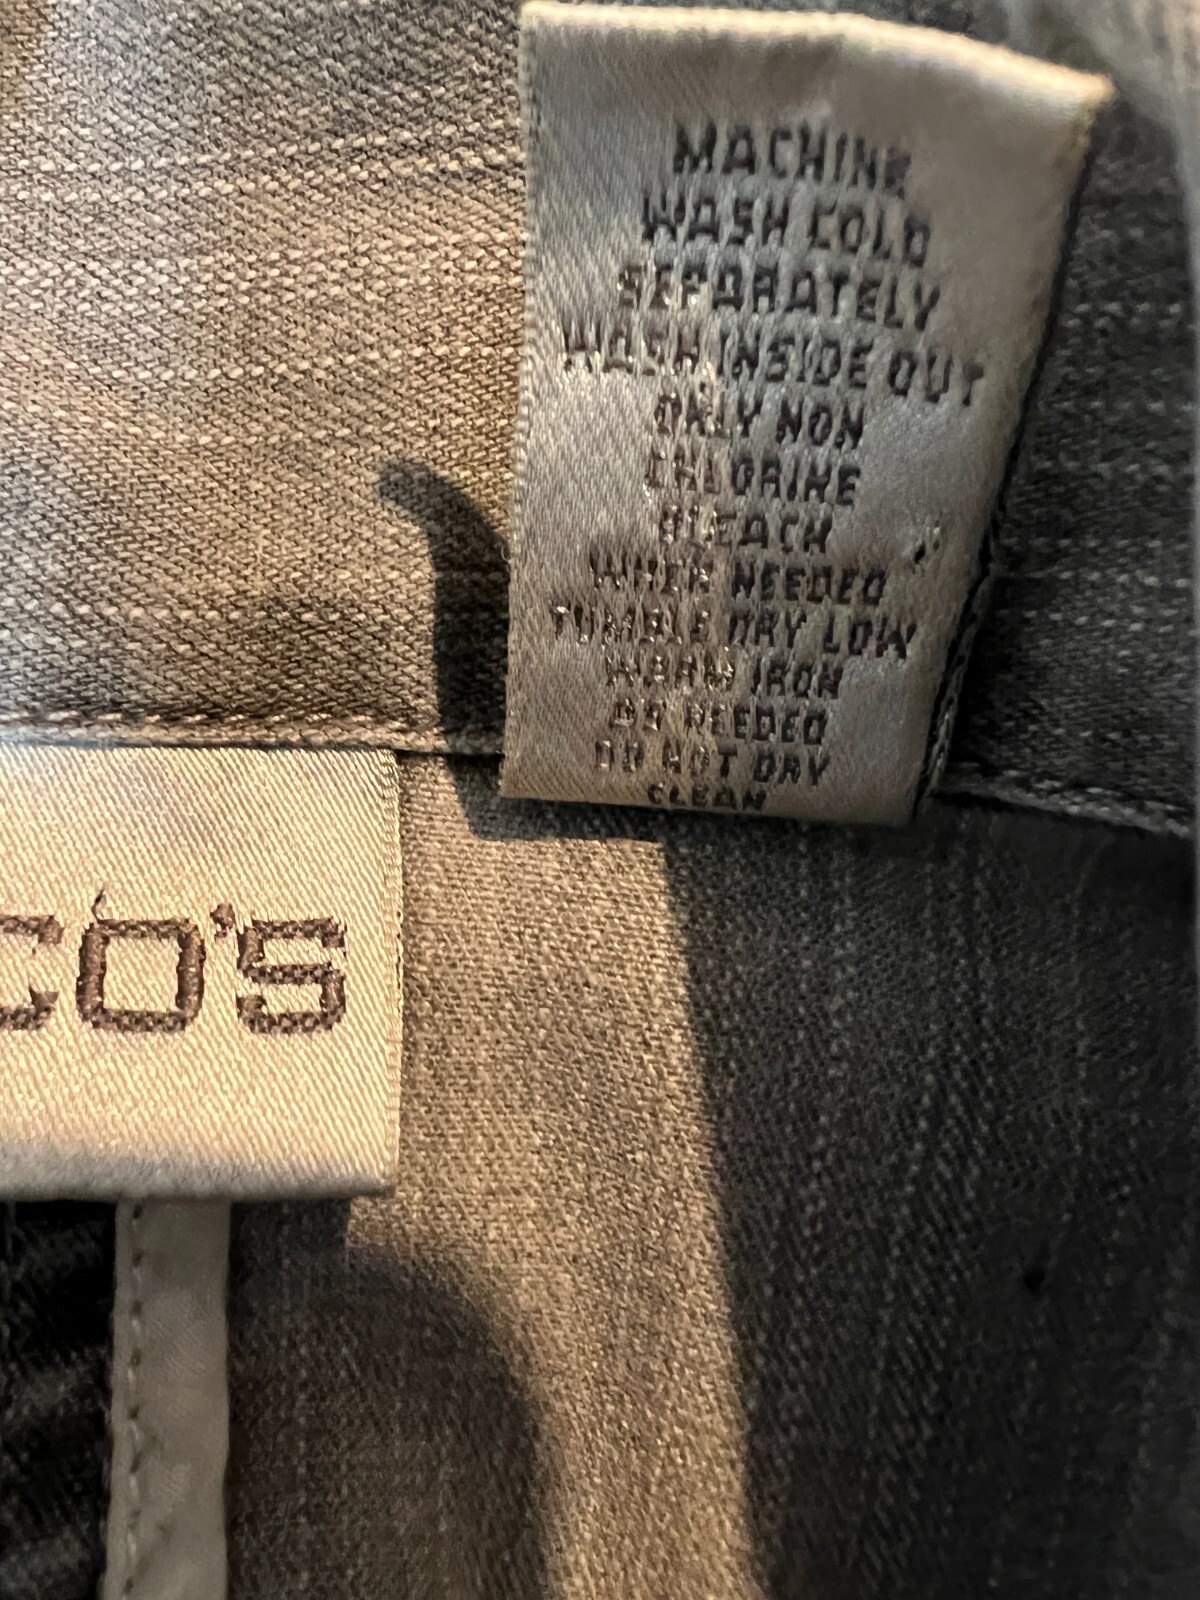 MACHINE
WASH COLD
SEPARATELY
WASH INSIDE OUT
ONLY NON
CHLORINE
BLEACH
WHEN NEEDED
TUMBLE DRY LOW
WARM IRON
AS NEEDED
DO NOT DRY
CLEAN
CO'S